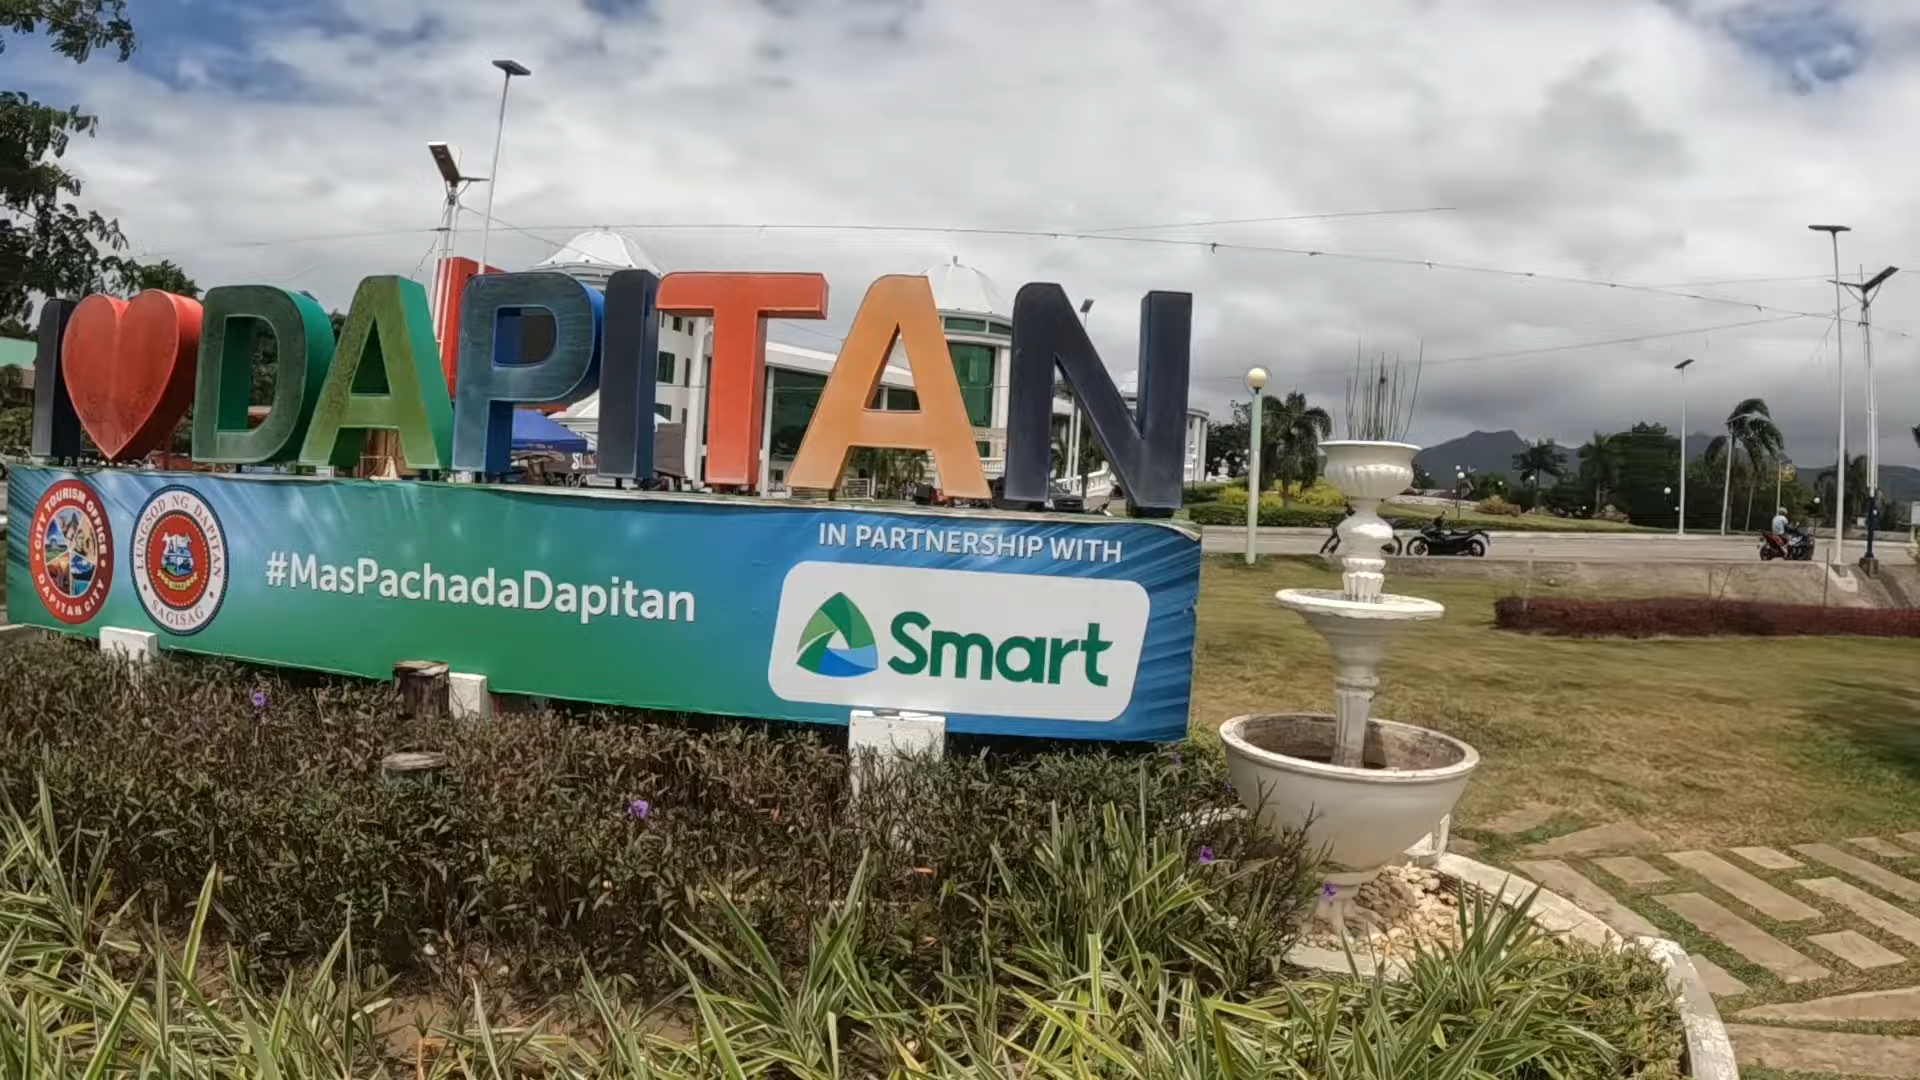 I ❤ DAPITAN
CITY TOURISM OFFICE
DAPITAN CITY
LUNGSOD NG DAPITAN
SAGISAG
#MasPachadaDapitan
IN PARTNERSHIP WITH
Smart